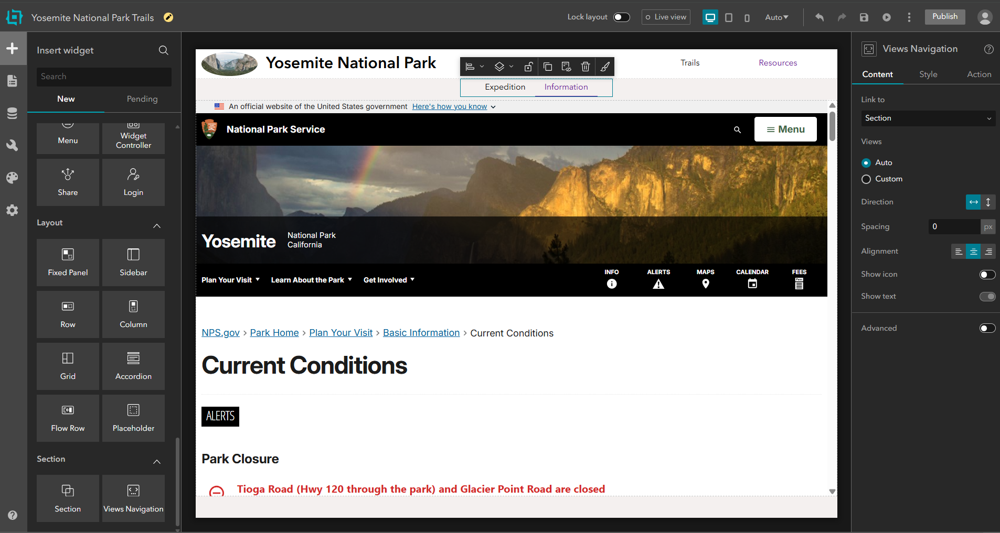 Yosemite National Park Trails
Lock layout
Live view
Auto
Publish
Insert widget
Search
New
Pending
Menu
Widget
Controller
Share
Login
Layout
Fixed Panel
Sidebar
Row
Column
Grid
Accordion
Flow Row
Placeholder
Section
Section
Views Navigation
Yosemite National Park
Trails
Resources
Expedition
Information
An official website of the United States government Here's how you know
National Park Service
Menu
Yosemite
National Park
California
Plan Your Visit
Learn About the Park
Get Involved
INFO
ALERTS
MAPS
CALENDAR
FEES
NPS.gov › Park Home › Plan Your Visit › Basic Information › Current Conditions
Current Conditions
ALERTS
Park Closure
Tioga Road (Hwy 120 through the park) and Glacier Point Road are closed
Views Navigation
Content
Style
Action
Link to
Section
Views
Auto
Custom
Direction
Spacing
0
px
Alignment
Show icon
Show text
Advanced